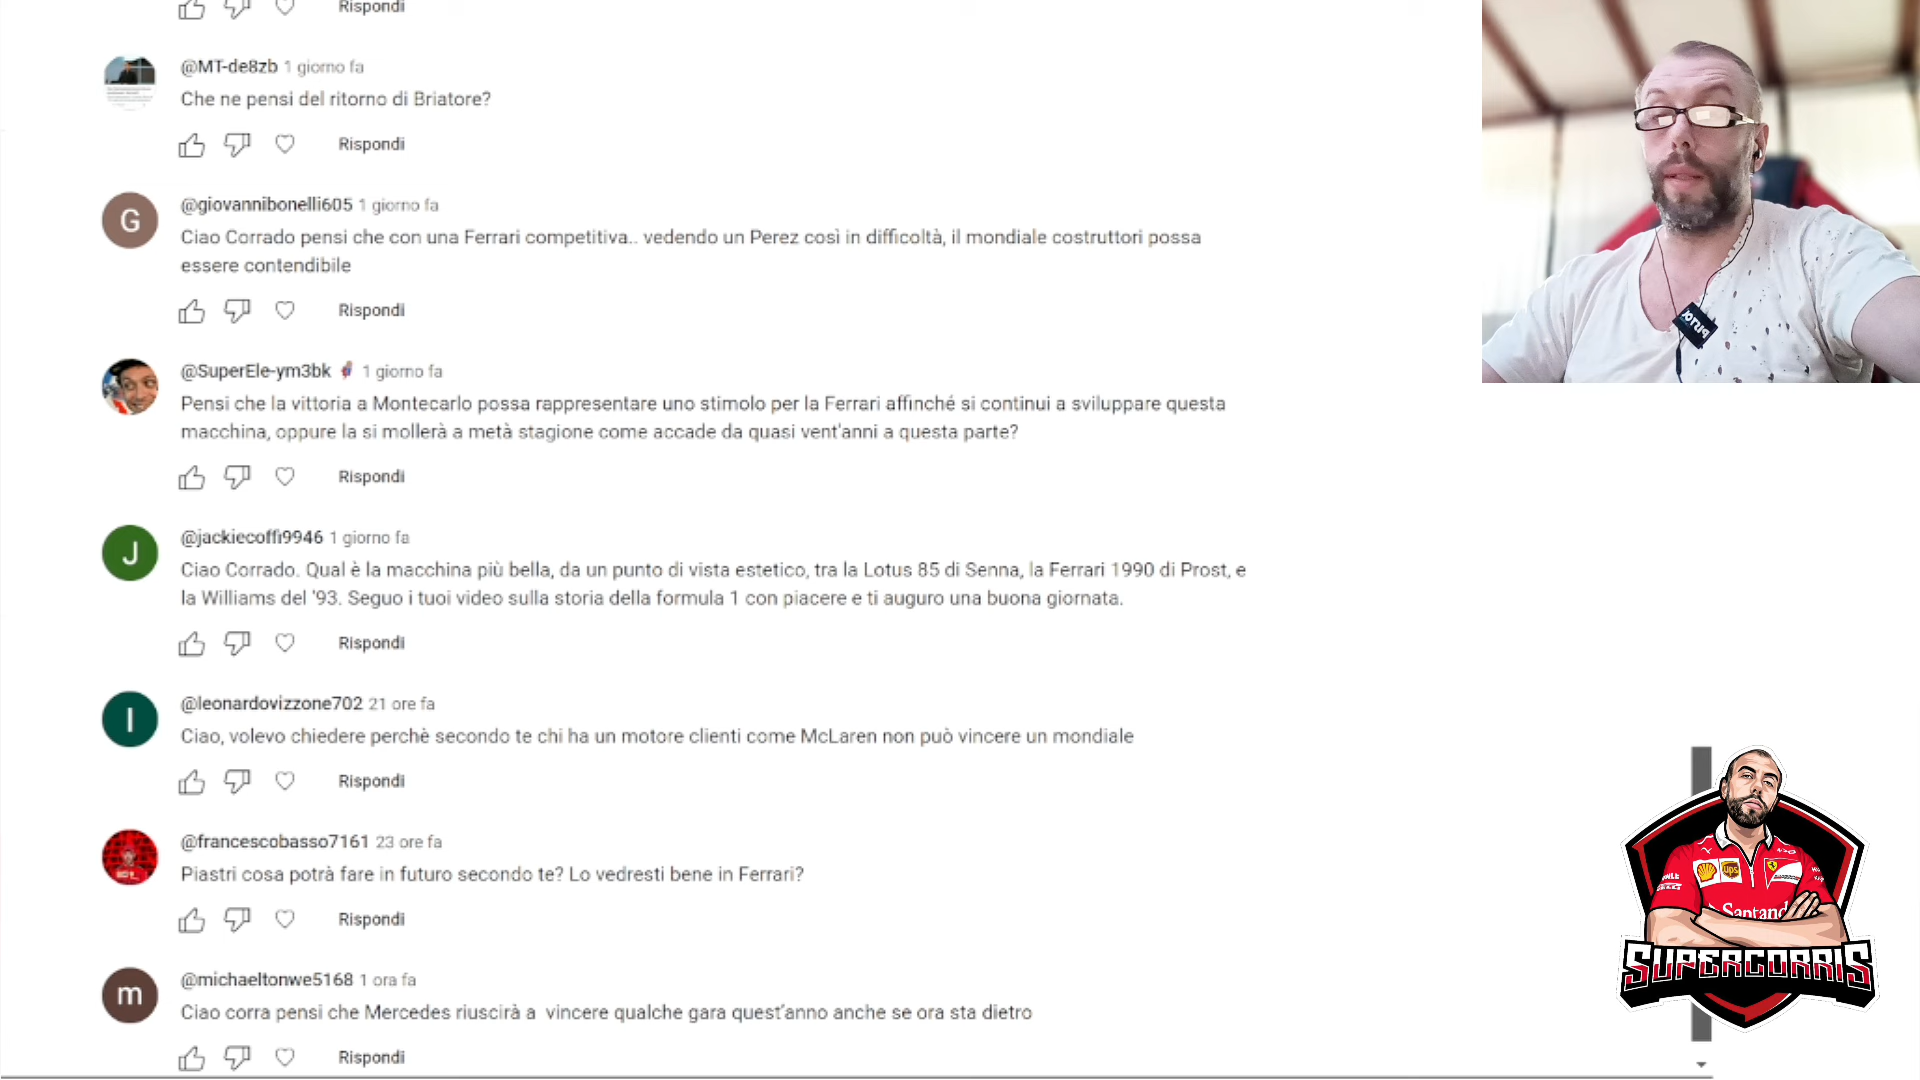 Rispondi
@MT-de8zb 1 giorno fa
Che ne pensi del ritorno di Briatore?
Rispondi
G
@giovannibonelli605 1 giorno fa
Ciao Corrado pensi che con una Ferrari competitiva.. vedendo un Perez così in difficoltà, il mondiale costruttori possa
essere contendibile
Rispondi
@SuperEle-ym3bk 1 giorno fa
Pensi che la vittoria a Montecarlo possa rappresentare uno stimolo per la Ferrari affinché si continui a sviluppare questa
macchina, oppure la si mollerà a metà stagione come accade da quasi vent'anni a questa parte?
Rispondi
J
@jackiecoffi9946 1 giorno fa
Ciao Corrado. Qual è la macchina più bella, da un punto di vista estetico, tra la Lotus 85 di Senna, la Ferrari 1990 di Prost, e
la Williams del '93. Seguo i tuoi video sulla storia della formula 1 con piacere e ti auguro una buona giornata.
Rispondi
l
@leonardovizzone702 21 ore fa
Ciao, volevo chiedere perchè secondo te chi ha un motore clienti come McLaren non può vincere un mondiale
Rispondi
@francescobasso7161 23 ore fa
Piastri cosa potrà fare in futuro secondo te? Lo vedresti bene in Ferrari?
Rispondi
m
@michaeltonwe5168 1 ora fa
Ciao corra pensi che Mercedes riuscirà a vincere qualche gara quest'anno anche se ora sta dietro
Rispondi
ups
Santand
SUPERCORRIS